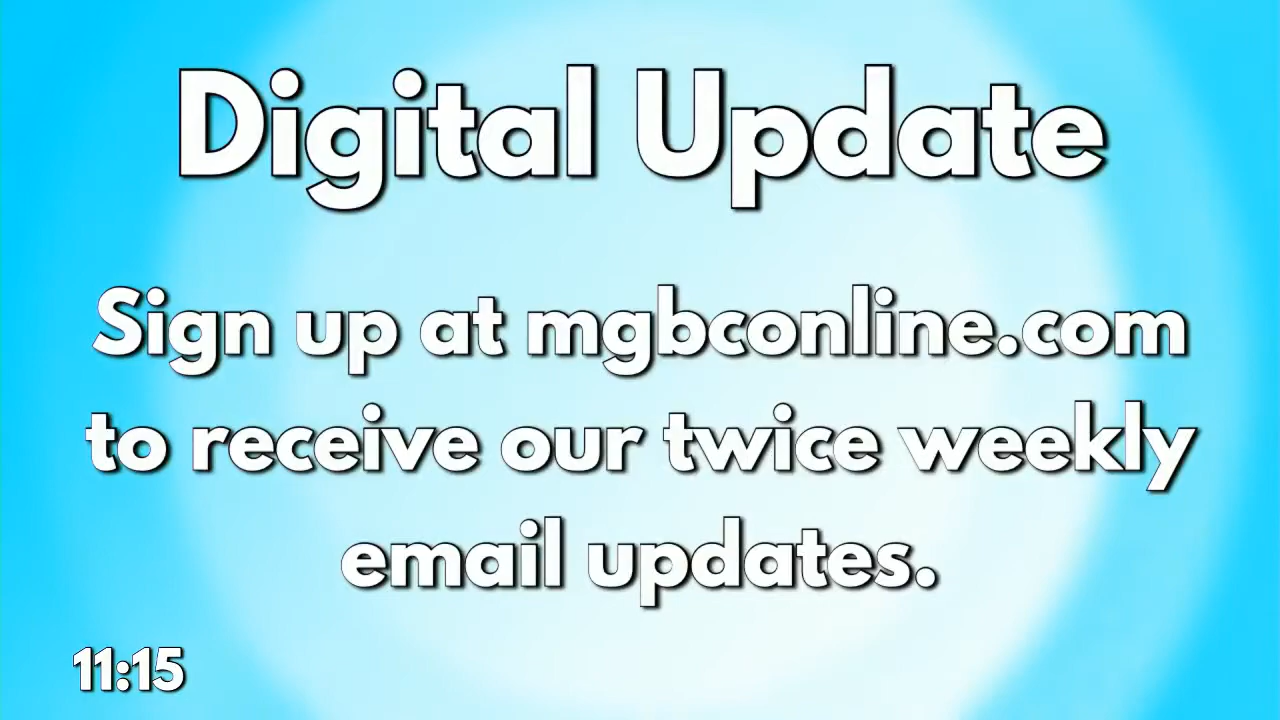 Digital Update
Sign up at mgbconline.com
to receive our twice weekly
email updates.
11:15